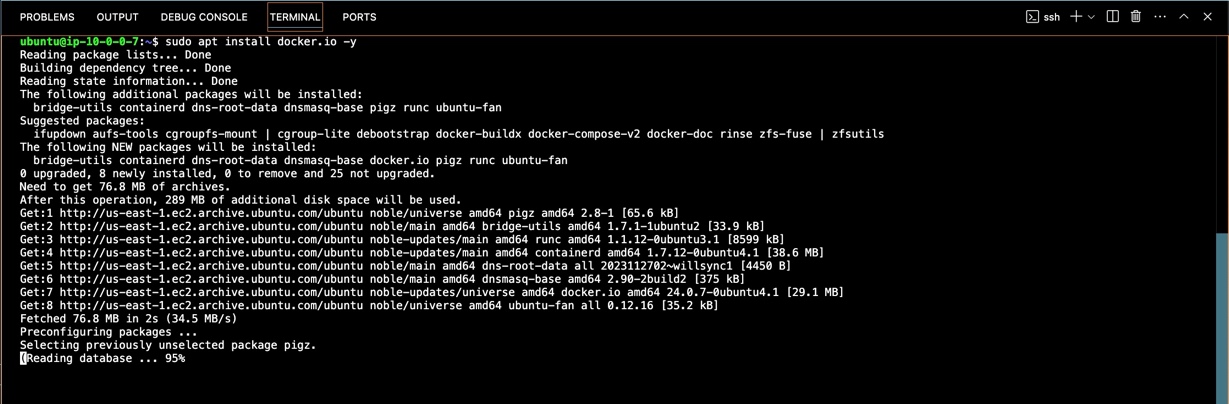 PROBLEMS OUTPUT DEBUG CONSOLE TERMINAL PORTS ssh
ubuntu@ip-10-0-0-7:~$ sudo apt install docker.io -y
Reading package lists... Done
Building dependency tree... Done
Reading state information... Done
The following additional packages will be installed:
  bridge-utils containerd dns-root-data dnsmasq-base pigz runc ubuntu-fan
Suggested packages:
  ifupdown aufs-tools cgroupfs-mount | cgroup-lite debootstrap docker-buildx docker-compose-v2 docker-doc rinse zfs-fuse | zfsutils
The following NEW packages will be installed:
  bridge-utils containerd dns-root-data dnsmasq-base docker.io pigz runc ubuntu-fan
0 upgraded, 8 newly installed, 0 to remove and 25 not upgraded.
Need to get 76.8 MB of archives.
After this operation, 289 MB of additional disk space will be used.
Get:1 http://us-east-1.ec2.archive.ubuntu.com/ubuntu noble/universe amd64 pigz amd64 2.8-1 [65.6 kB]
Get:2 http://us-east-1.ec2.archive.ubuntu.com/ubuntu noble/main amd64 bridge-utils amd64 1.7.1-1ubuntu2 [33.9 kB]
Get:3 http://us-east-1.ec2.archive.ubuntu.com/ubuntu noble-updates/main amd64 runc amd64 1.1.12-0ubuntu3.1 [8599 kB]
Get:4 http://us-east-1.ec2.archive.ubuntu.com/ubuntu noble-updates/main amd64 containerd amd64 1.7.12-0ubuntu4.1 [38.6 MB]
Get:5 http://us-east-1.ec2.archive.ubuntu.com/ubuntu noble/main amd64 dns-root-data all 2023112702~willsync1 [4450 B]
Get:6 http://us-east-1.ec2.archive.ubuntu.com/ubuntu noble/main amd64 dnsmasq-base amd64 2.90-2build2 [375 kB]
Get:7 http://us-east-1.ec2.archive.ubuntu.com/ubuntu noble-updates/universe amd64 docker.io amd64 24.0.7-0ubuntu4.1 [29.1 MB]
Get:8 http://us-east-1.ec2.archive.ubuntu.com/ubuntu noble/universe amd64 ubuntu-fan all 0.12.16 [35.2 kB]
Fetched 76.8 MB in 2s (34.5 MB/s)
Preconfiguring packages ...
Selecting previously unselected package pigz.
(Reading database ... 95%